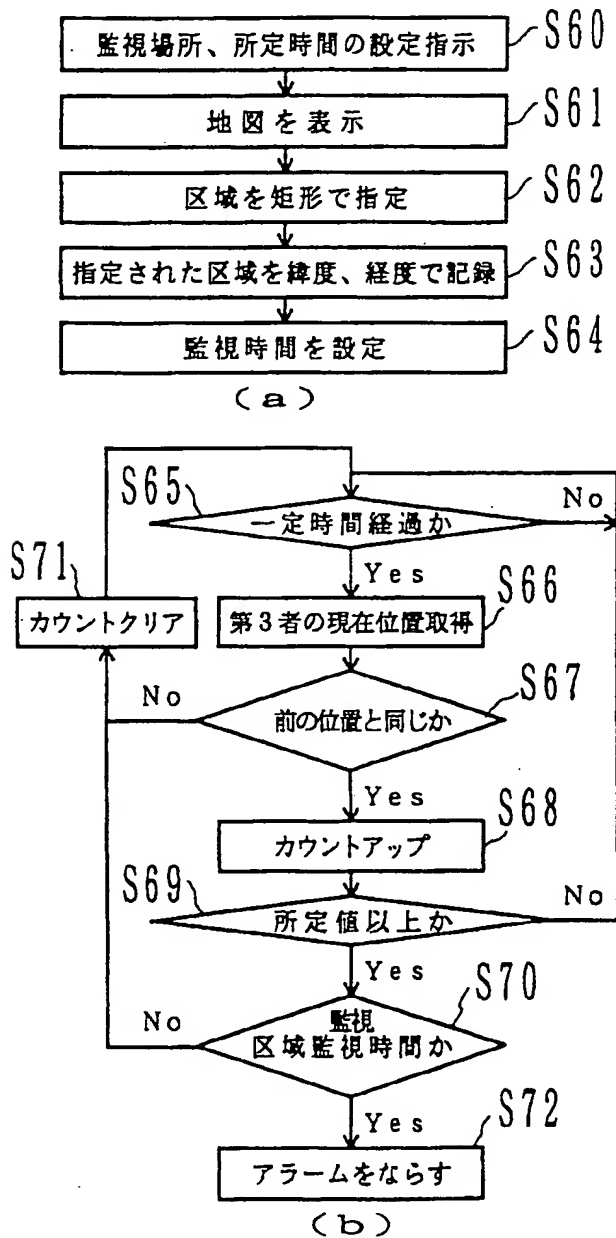 監視場所、所定時間の設定指示 S60
地図を表示 S61
区域を矩形で指定 S62
指定された区域を緯度、経度で記録 S63
監視時間を設定 S64
(a)
S65 一定時間経過か No
Yes
S71 カウントクリア
第3者の現在位置取得 S66
前の位置と同じか S67
No
Yes
カウントアップ S68
S69 所定値以上か No
Yes
監視
区域監視時間か S70
No
Yes
アラームをならす S72
(b)